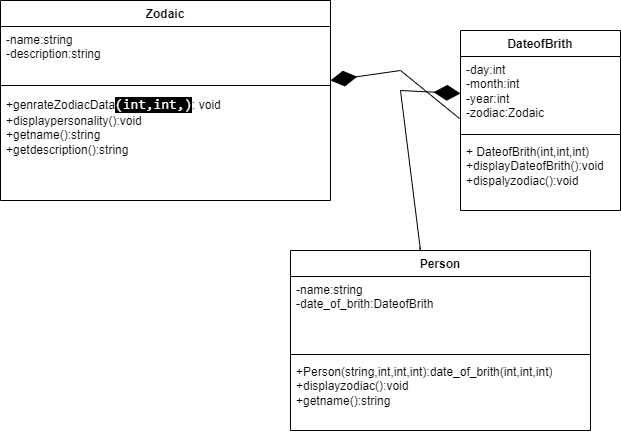 Zodaic
-name:string
-description:string
+genrateZodiacData(int,int,): void
+displaypersonality():void
+getname():string
+getdescription():string
DateofBrith
-day:int
-month:int
-year:int
-zodiac:Zodaic
+ DateofBrith(int,int,int)
+displayDateofBrith():void
+dispalyzodiac():void
Person
-name:string
-date_of_brith:DateofBrith
+Person(string,int,int,int):date_of_brith(int,int,int)
+displayzodiac():void
+getname():string